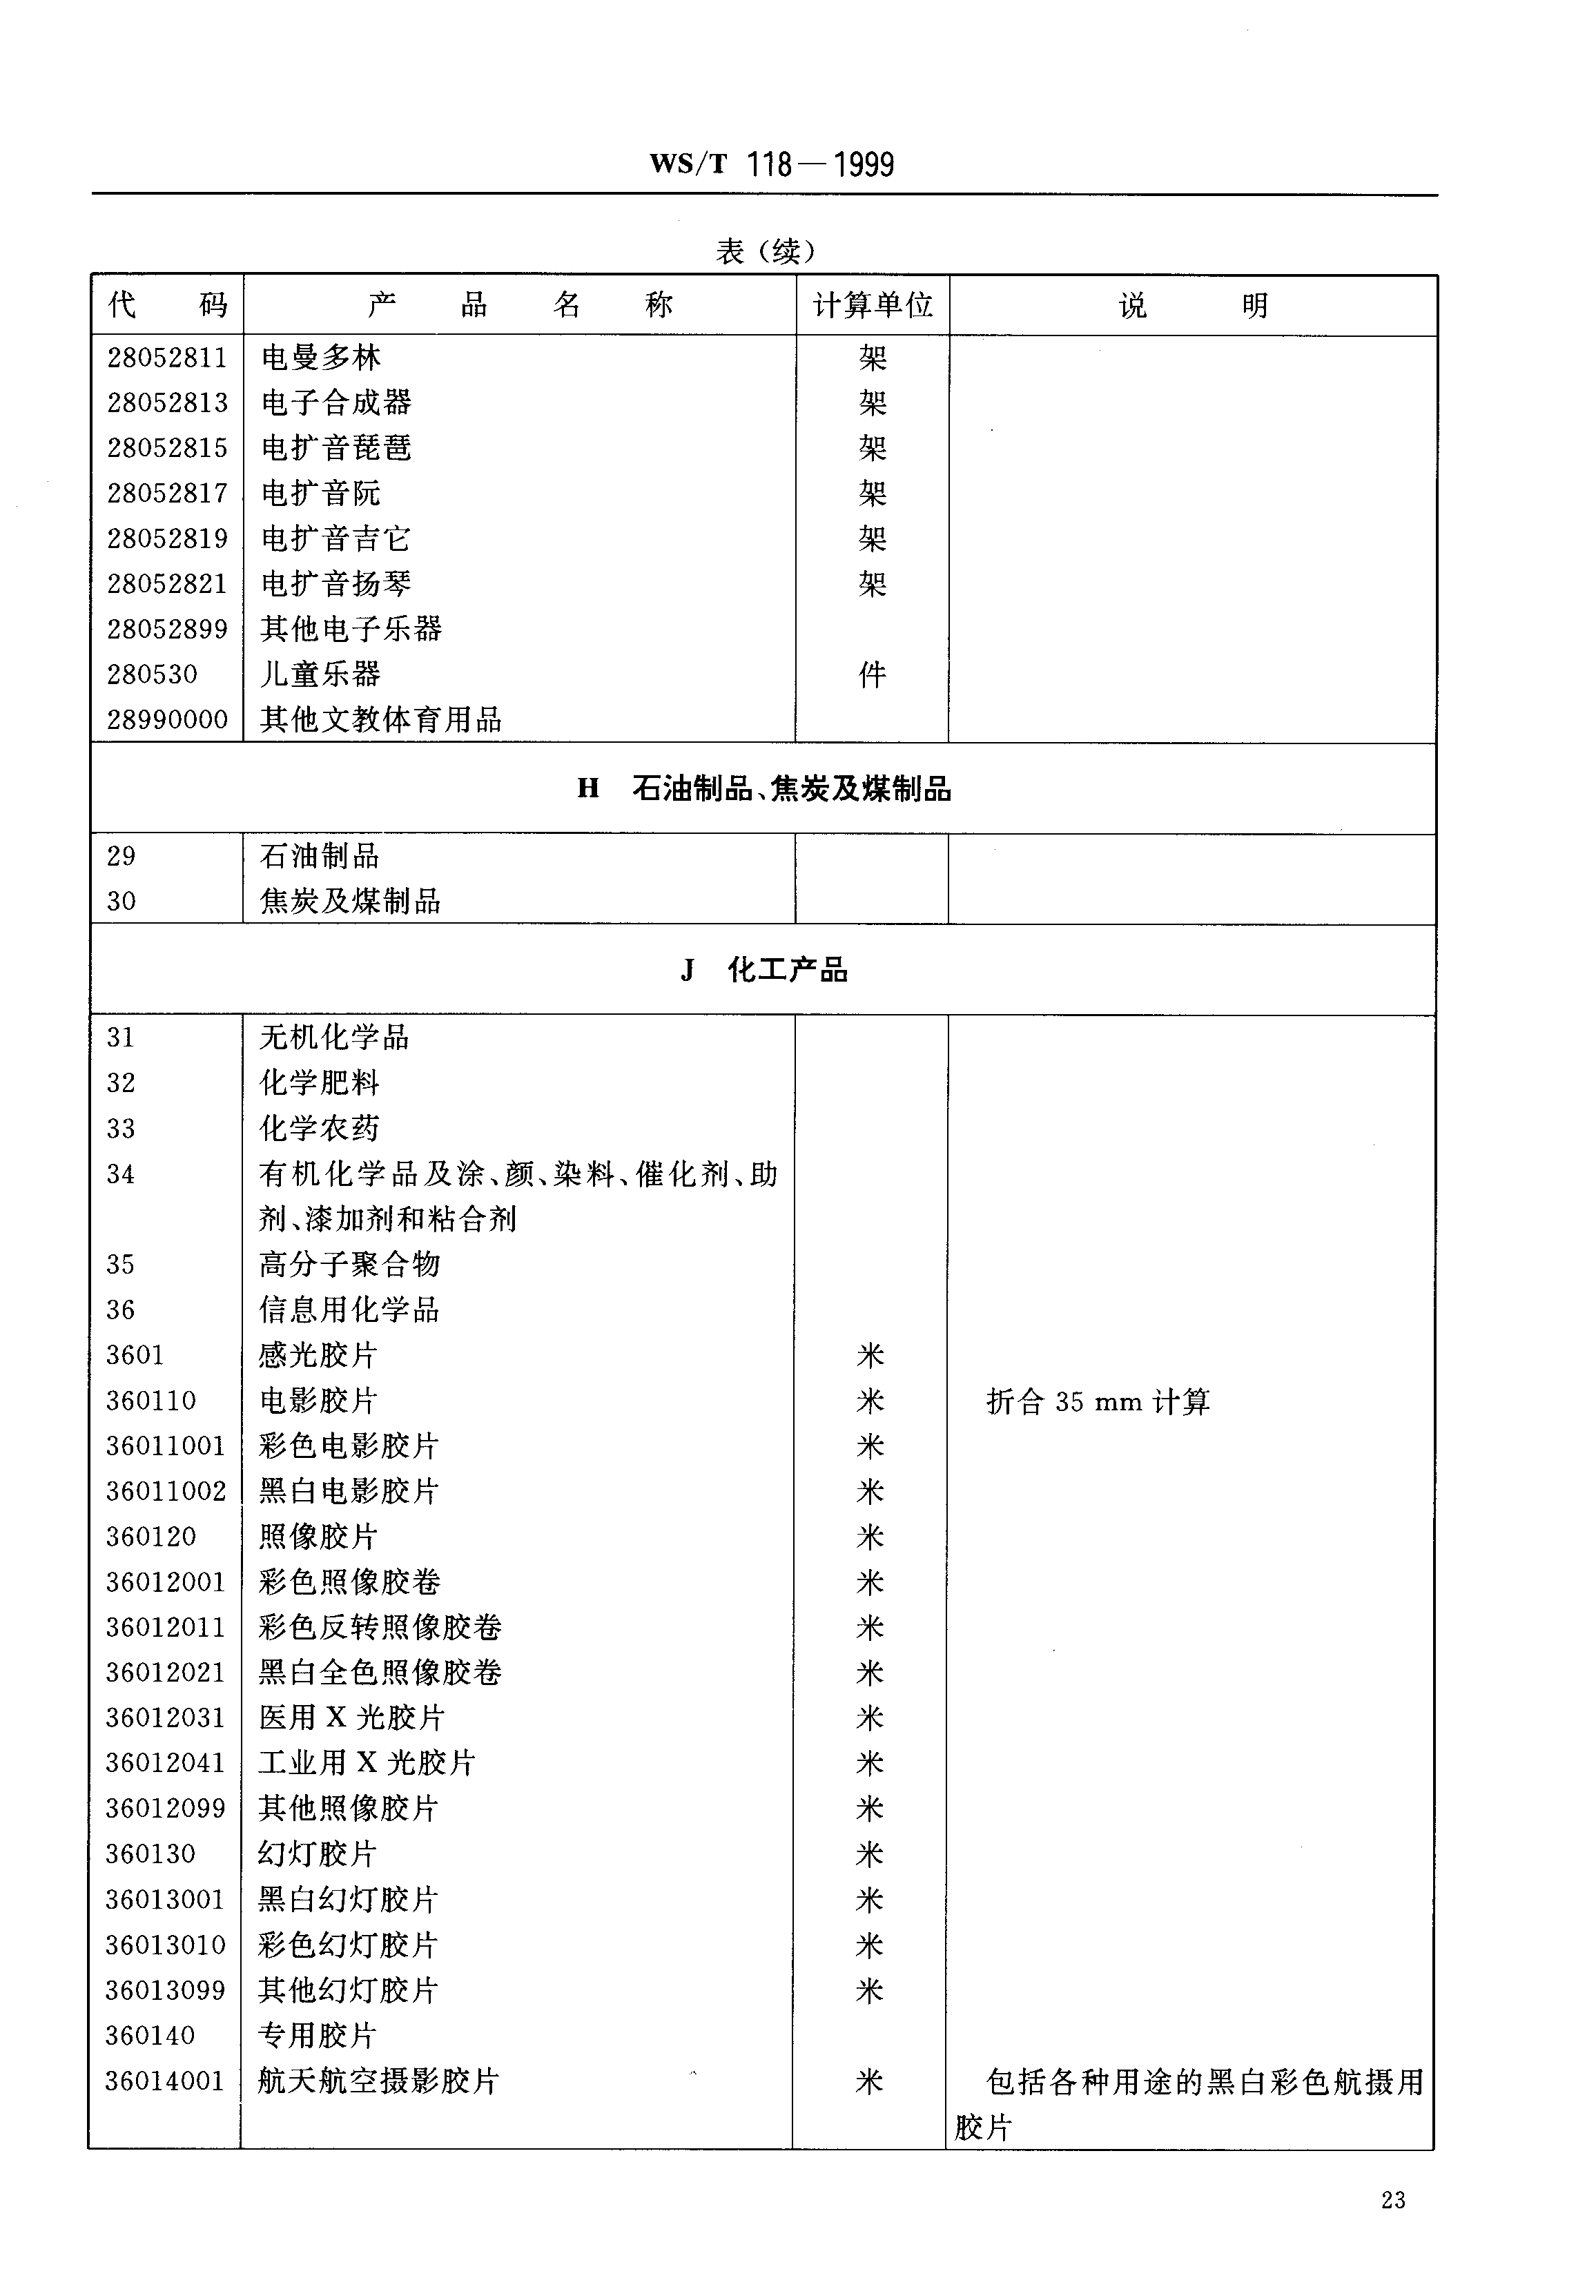 WS/T 118—1999
表（续）
代 码 产 品 名 称 计算单位 说 明
28052811 电曼多林 架
28052813 电子合成器 架
28052815 电扩音琵琶 架
28052817 电扩音阮 架
28052819 电扩音吉它 架
28052821 电扩音扬琴 架
28052899 其他电子乐器
280530 儿童乐器 件
28990000 其他文教体育用品
H 石油制品、焦炭及煤制品
29 石油制品
30 焦炭及煤制品
J 化工产品
31 无机化学品
32 化学肥料
33 化学农药
34 有机化学品及涂、颜、染料、催化剂、助
剂、漆加剂和粘合剂
35 高分子聚合物
36 信息用化学品
3601 感光胶片 米
360110 电影胶片 米 折合 35 mm 计算
36011001 彩色电影胶片 米
36011002 黑白电影胶片 米
360120 照像胶片 米
36012001 彩色照像胶卷 米
36012011 彩色反转照像胶卷 米
36012021 黑白全色照像胶卷 米
36012031 医用 X 光胶片 米
36012041 工业用 X 光胶片 米
36012099 其他照像胶片 米
360130 幻灯胶片 米
36013001 黑白幻灯胶片 米
36013010 彩色幻灯胶片 米
36013099 其他幻灯胶片 米
360140 专用胶片
36014001 航天航空摄影胶片 米 包括各种用途的黑白彩色航摄用
胶片
23